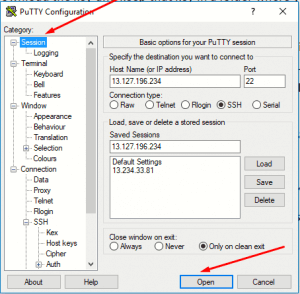 PuTTY Configuration
Category:
Session
Logging
Terminal
Keyboard
Bell
Features
Window
Appearance
Behaviour
Translation
Selection
Colours
Connection
Data
Proxy
Telnet
Rlogin
SSH
Kex
Host keys
Cipher
Auth
Basic options for your PuTTY session
Specify the destination you want to connect to
Host Name (or IP address) Port
13.127.196.234 22
Connection type:
Raw Telnet Rlogin SSH Serial
Load, save or delete a stored session
Saved Sessions
13.127.196.234
Default Settings
13.234.33.81
Load
Save
Delete
Close window on exit:
Always Never Only on clean exit
About Help Open Cancel